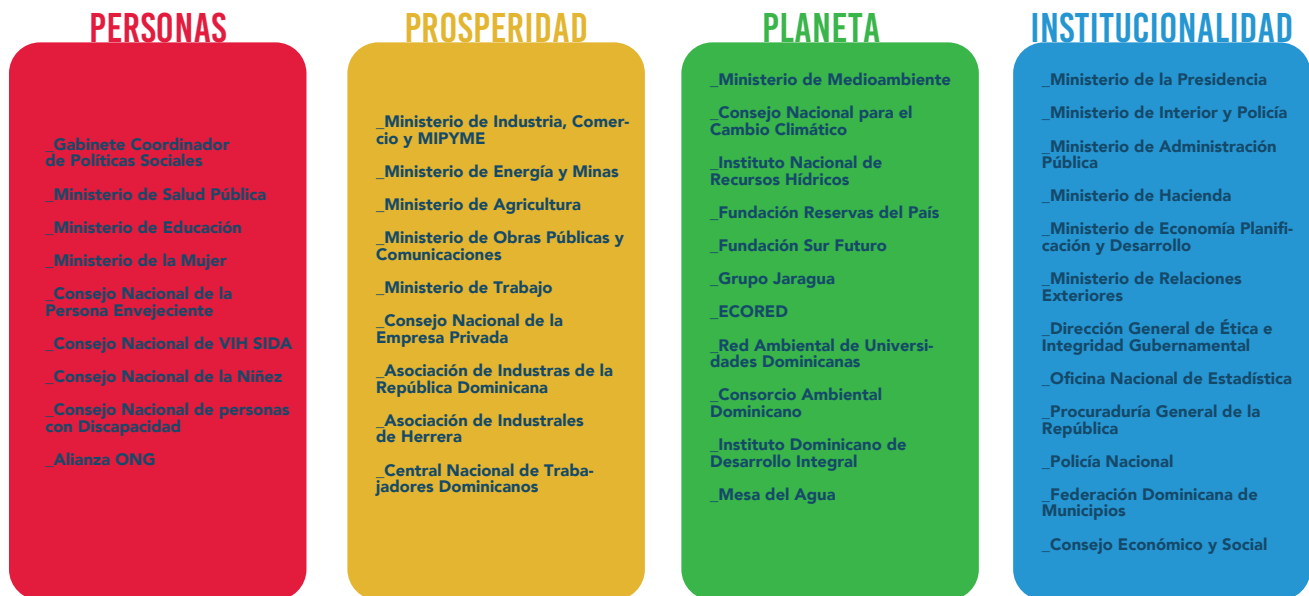 PERSONAS
_Gabinete Coordinador
de Políticas Sociales
_Ministerio de Salud Pública
_Ministerio de Educación
_Ministerio de la Mujer
_Consejo Nacional de la
Persona Envejeciente
_Consejo Nacional de VIH SIDA
_Consejo Nacional de la Niñez
_Consejo Nacional de personas
con Discapacidad
_Alianza ONG
PROSPERIDAD
_Ministerio de Industria, Comer-
cio y MIPYME
_Ministerio de Energía y Minas
_Ministerio de Agricultura
_Ministerio de Obras Públicas y
Comunicaciones
_Ministerio de Trabajo
_Consejo Nacional de la
Empresa Privada
_Asociación de Industras de la
República Dominicana
_Asociación de Industrales
de Herrera
_Central Nacional de Traba-
jadores Dominicanos
PLANETA
_Ministerio de Medioambiente
_Consejo Nacional para el
Cambio Climático
_Instituto Nacional de
Recursos Hídricos
_Fundación Reservas del País
_Fundación Sur Futuro
_Grupo Jaragua
_ECORED
_Red Ambiental de Universi-
dades Dominicanas
_Consorcio Ambiental
Dominicano
_Instituto Dominicano de
Desarrollo Integral
_Mesa del Agua
INSTITUCIONALIDAD
_Ministerio de la Presidencia
_Ministerio de Interior y Policía
_Ministerio de Administración
Pública
_Ministerio de Hacienda
_Ministerio de Economía Planifi-
cación y Desarrollo
_Ministerio de Relaciones
Exteriores
_Dirección General de Ética e
Integridad Gubernamental
_Oficina Nacional de Estadística
_Procuraduría General de la
República
_Policía Nacional
_Federación Dominicana de
Municipios
_Consejo Económico y Social